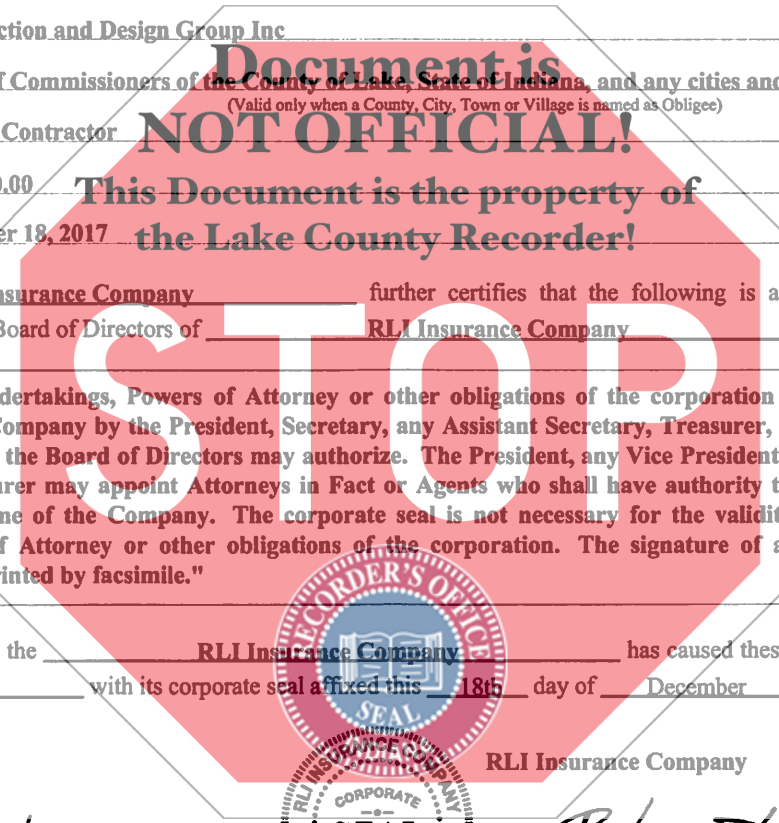 ction and Design Group Inc
Document is
f Commissioners of the County of Lake, State of Indiana, and any cities and
(Valid only when a County, City, Town or Village is named as Obligee)
Contractor
NOT OFFICIAL!
0.00
This Document is the property of
er 18, 2017
the Lake County Recorder!
nsurance Company further certifies that the following is a
Board of Directors of RLI Insurance Company
STOP
dertakings, Powers of Attorney or other obligations of the corporation
Company by the President, Secretary, any Assistant Secretary, Treasurer,
the Board of Directors may authorize. The President, any Vice President
urer may appoint Attorneys in Fact or Agents who shall have authority t
me of the Company. The corporate seal is not necessary for the validit
f Attorney or other obligations of the corporation. The signature of a
rinted by facsimile."
RECORDER'S OFFICE
the RLI Insurance Company has caused thes
with its corporate seal affixed this 18th day of December
SEAL
RLI INSURANCE COMPANY
RLI Insurance Company
CORPORATE
SEAL